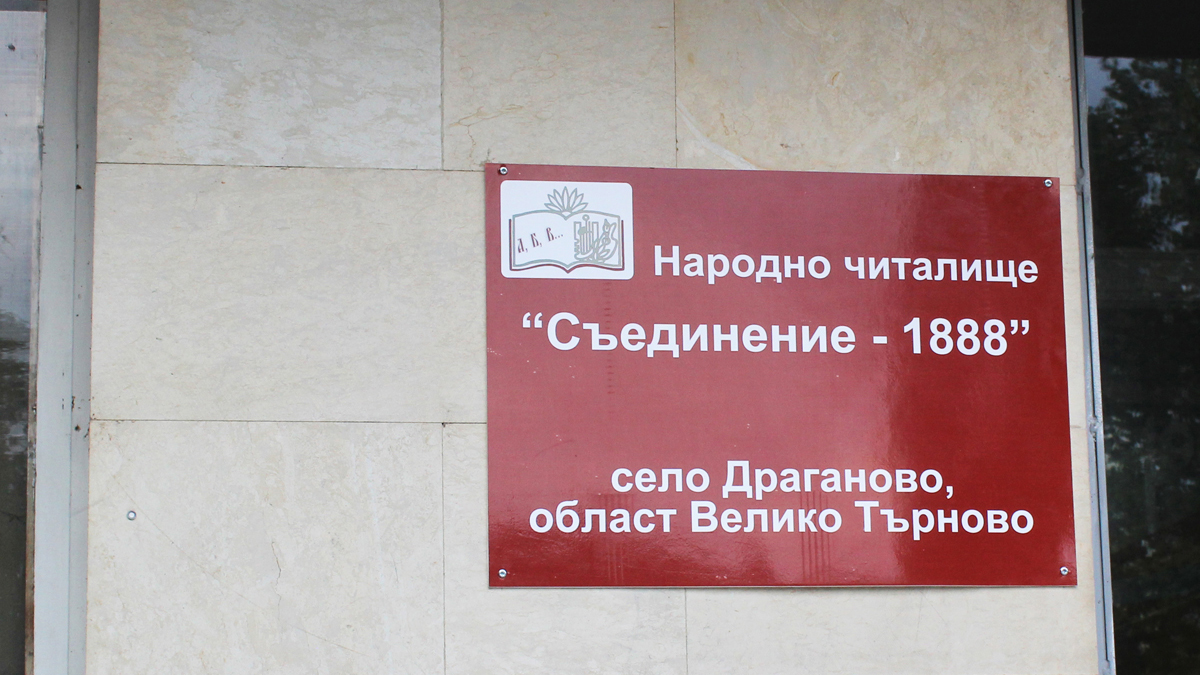 А, Б, В...
Народно читалище
“Съединение - 1888”
село Драганово,
област Велико Търново